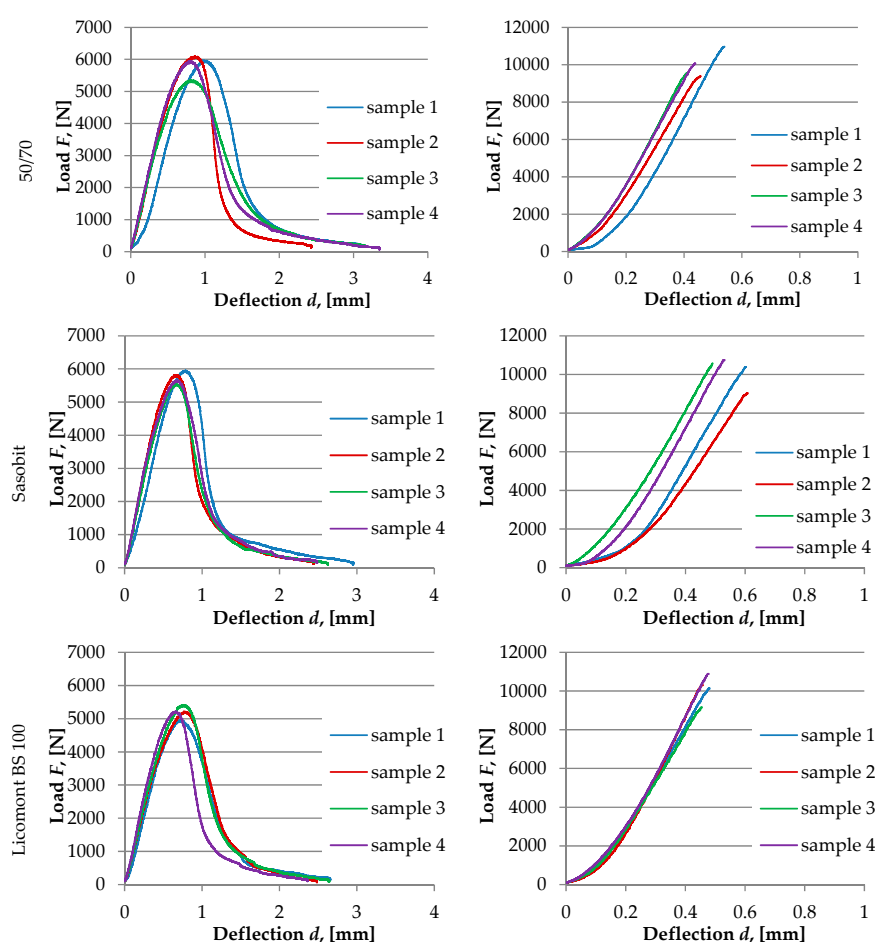 50/70
Load F, [N]
7000
6000
5000
4000
3000
2000
1000
0
0 1 2 3 4
Deflection d, [mm]
sample 1
sample 2
sample 3
sample 4
Load F, [N]
12000
10000
8000
6000
4000
2000
0
0 0.2 0.4 0.6 0.8 1
Deflection d, [mm]
sample 1
sample 2
sample 3
sample 4
Sasobit
Load F, [N]
7000
6000
5000
4000
3000
2000
1000
0
0 1 2 3 4
Deflection d, [mm]
sample 1
sample 2
sample 3
sample 4
Load F, [N]
12000
10000
8000
6000
4000
2000
0
0 0.2 0.4 0.6 0.8 1
Deflection d, [mm]
sample 1
sample 2
sample 3
sample 4
Licomont BS 100
Load F, [N]
7000
6000
5000
4000
3000
2000
1000
0
0 1 2 3 4
Deflection d, [mm]
sample 1
sample 2
sample 3
sample 4
Load F, [N]
12000
10000
8000
6000
4000
2000
0
0 0.2 0.4 0.6 0.8 1
Deflection d, [mm]
sample 1
sample 2
sample 3
sample 4